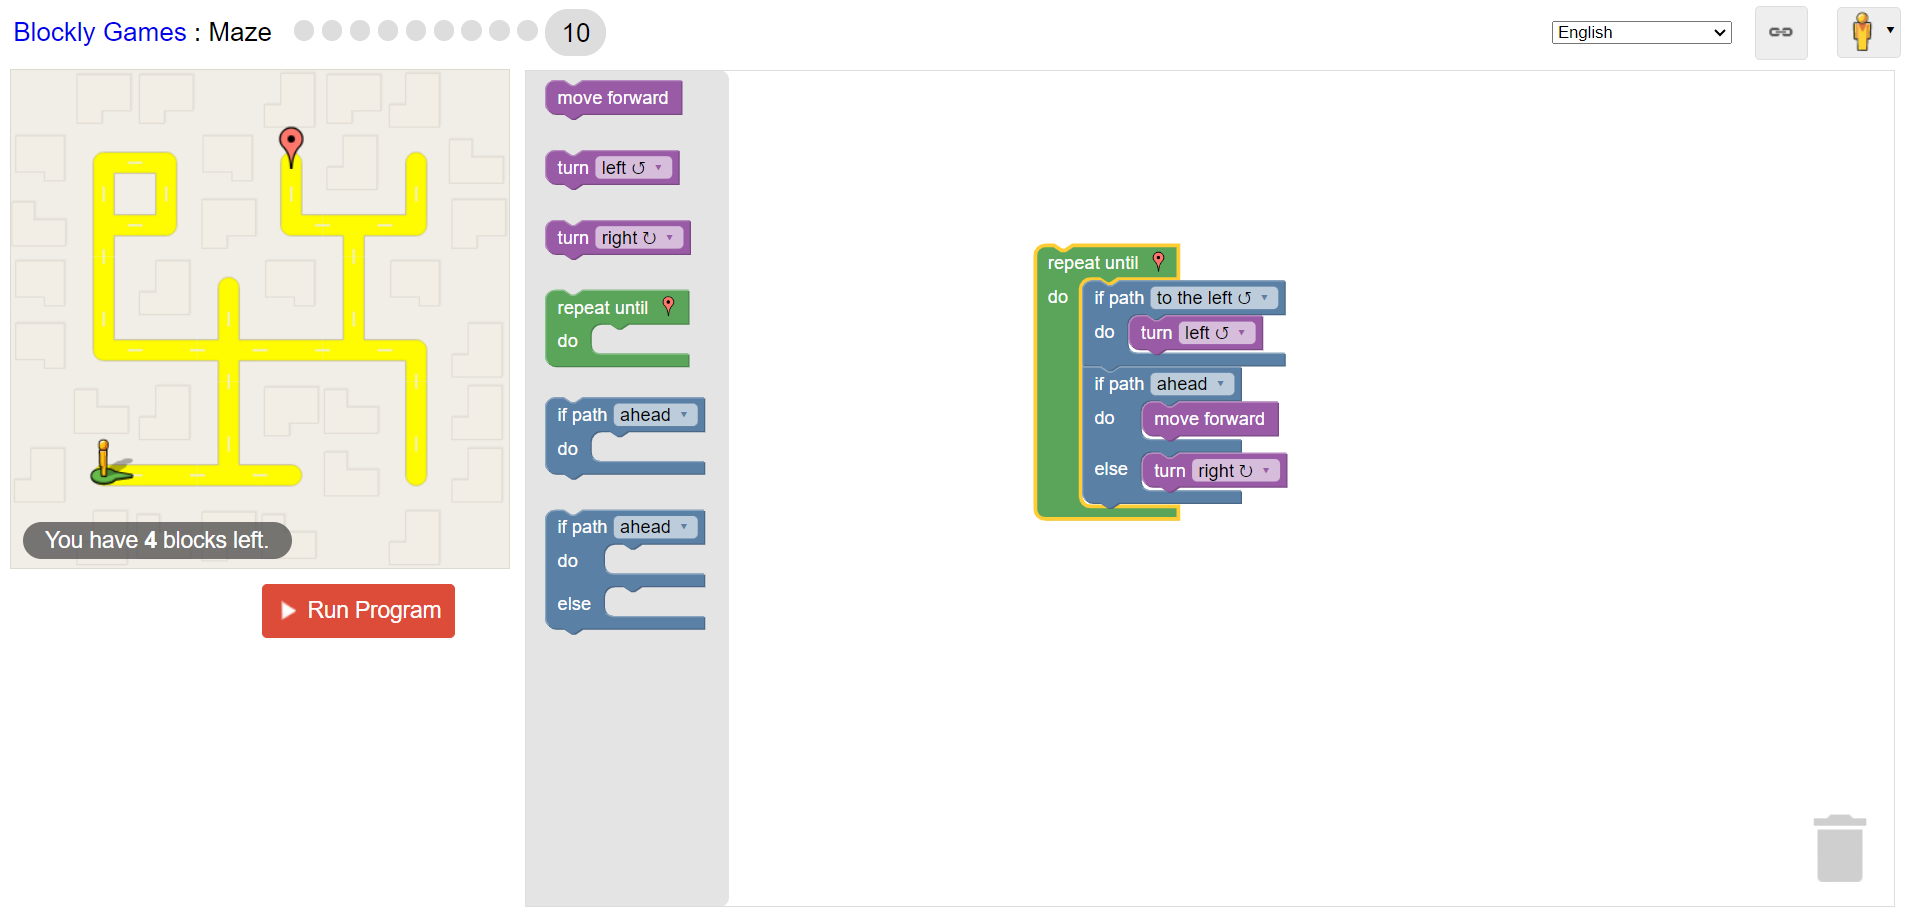 Blockly Games : Maze 10
English
You have 4 blocks left.
Run Program
move forward
turn left ↺ ▾
turn right ↻ ▾
repeat until
do
if path ahead ▾
do
if path ahead ▾
do
else
repeat until
do if path to the left ↺ ▾
do turn left ↺ ▾
if path ahead ▾
do move forward
else turn right ↻ ▾